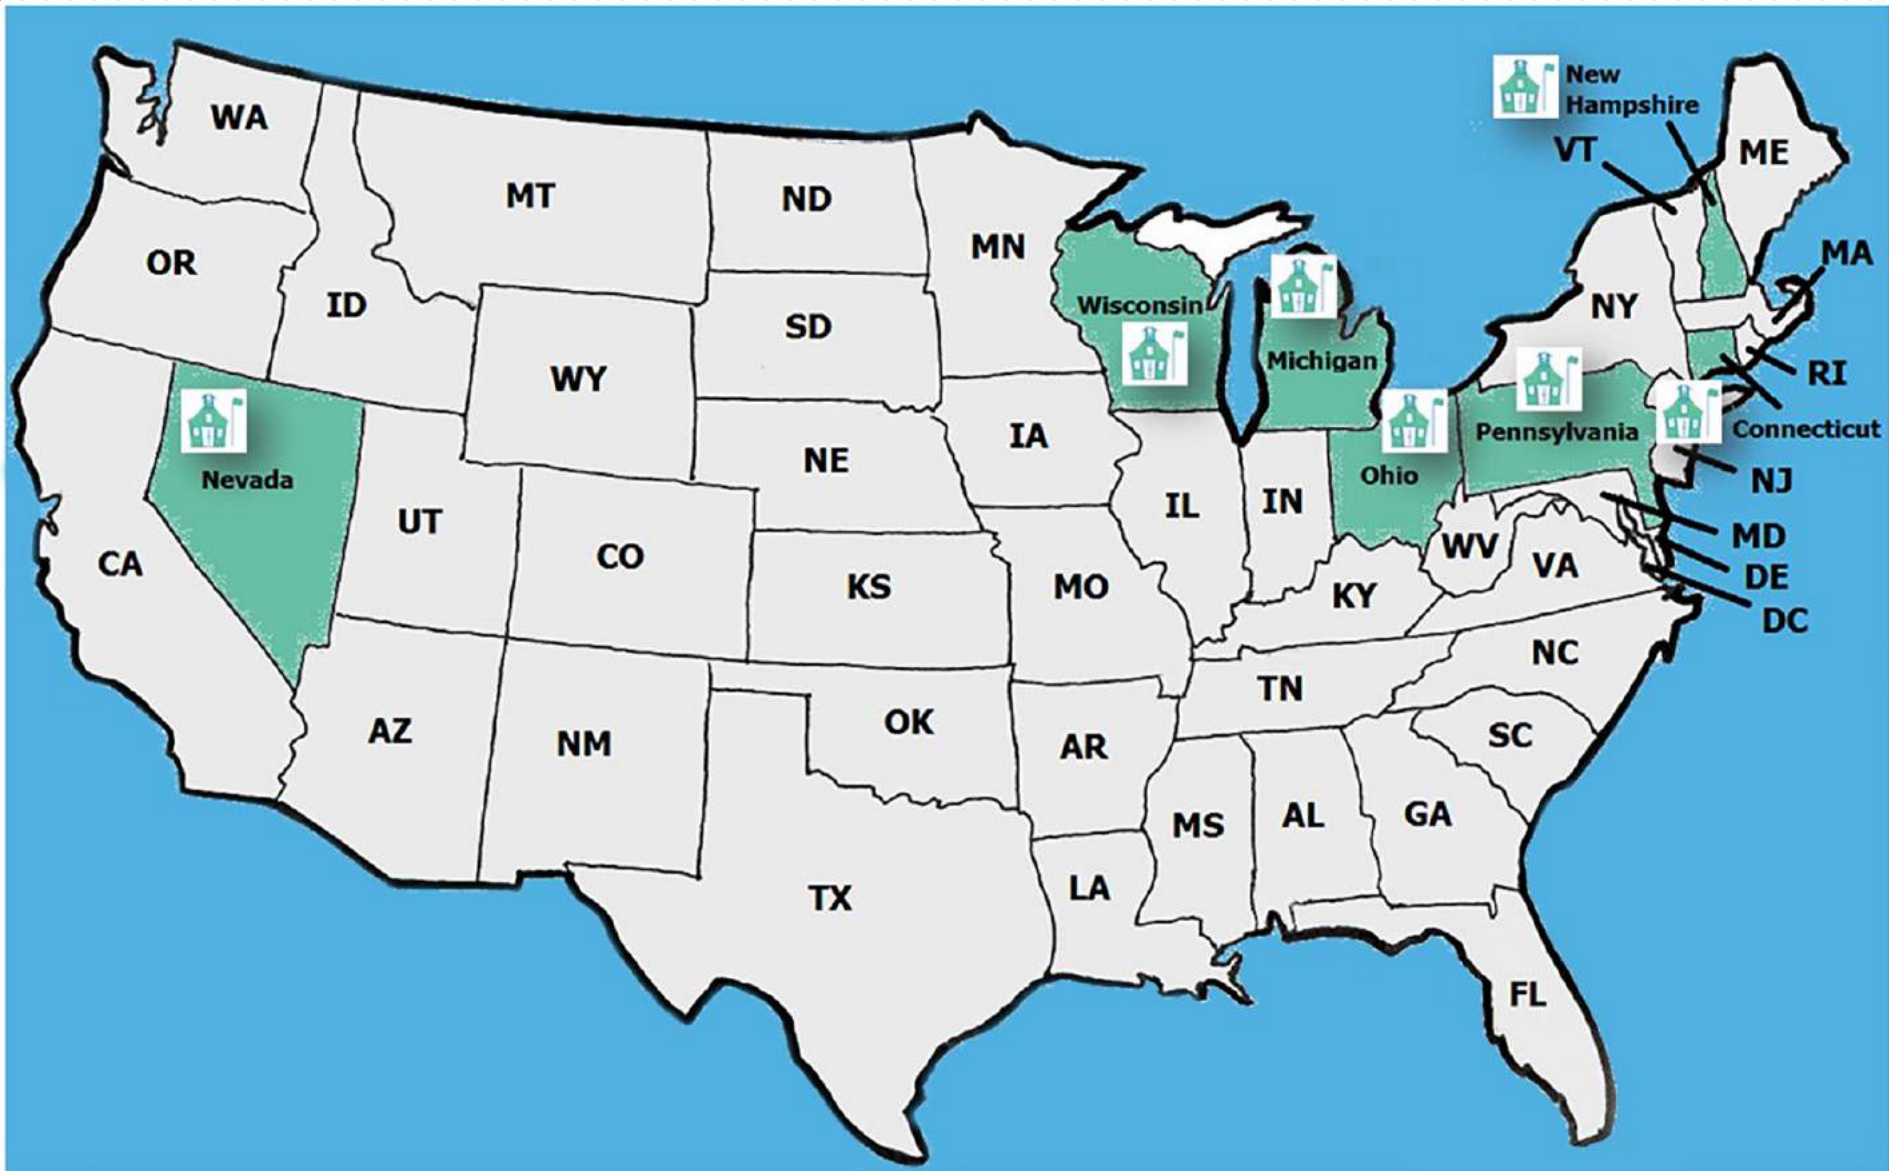 New
Hampshire
WA
VT
ME
MT
ND
MN
MA
OR
ID
Wisconsin
NY
SD
WY
Michigan
RI
IA
Pennsylvania
Connecticut
NE
Ohio
Nevada
NJ
UT
IL
IN
MD
CO
WV
VA
DE
CA
KS
MO
KY
DC
NC
TN
AZ
NM
OK
AR
SC
MS
AL
GA
TX
LA
FL